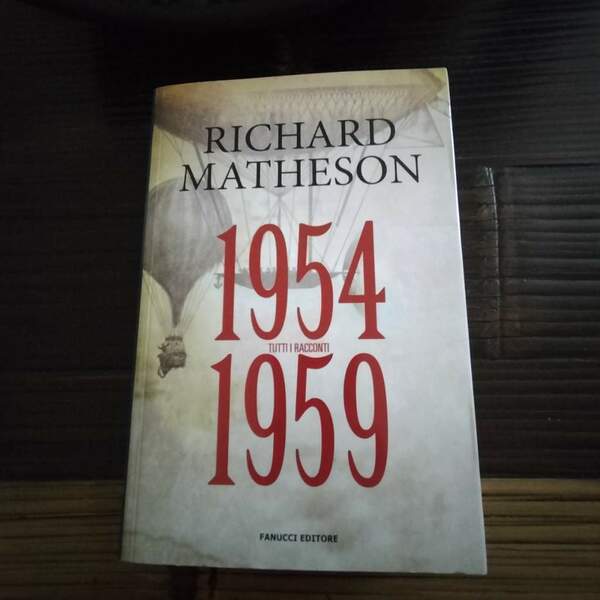 RICHARD
MATHESON
1954
TUTTI I RACCONTI
1959
FANUCCI EDITORE